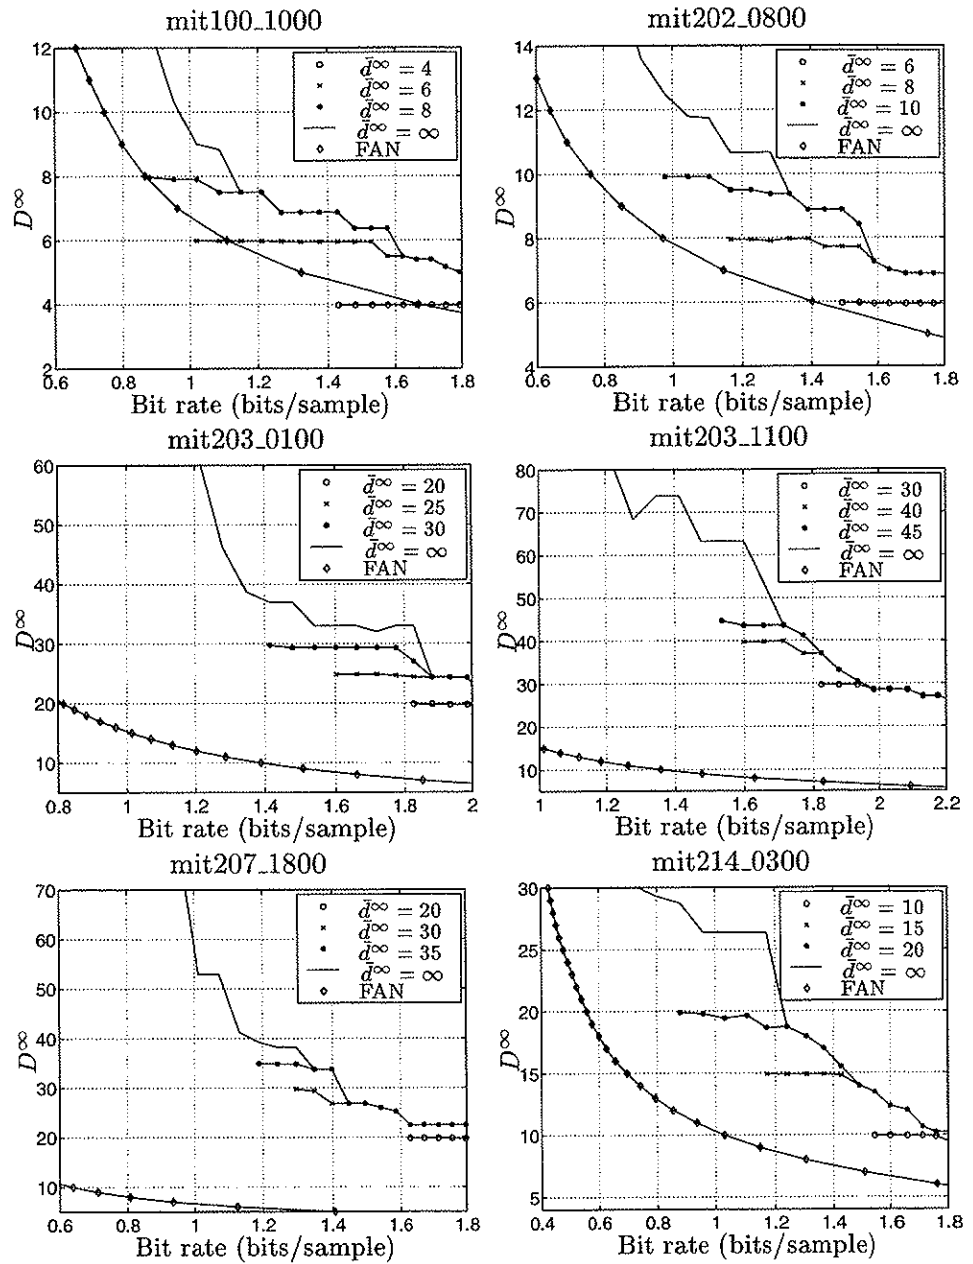 mit100_1000
12
10
8
6
4
2
D∞
0.6 0.8 1 1.2 1.4 1.6 1.8
Bit rate (bits/sample)
d̄∞ = 4
d̄∞ = 6
d̄∞ = 8
d̄∞ = ∞
FAN
mit202_0800
14
12
10
8
6
4
D∞
0.6 0.8 1 1.2 1.4 1.6 1.8
Bit rate (bits/sample)
d̄∞ = 6
d̄∞ = 8
d̄∞ = 10
d̄∞ = ∞
FAN
mit203_0100
60
50
40
30
20
10
D∞
0.8 1 1.2 1.4 1.6 1.8 2
Bit rate (bits/sample)
d̄∞ = 20
d̄∞ = 25
d̄∞ = 30
d̄∞ = ∞
FAN
mit203_1100
80
70
60
50
40
30
20
10
D∞
1 1.2 1.4 1.6 1.8 2 2.2
Bit rate (bits/sample)
d̄∞ = 30
d̄∞ = 40
d̄∞ = 45
d̄∞ = ∞
FAN
mit207_1800
70
60
50
40
30
20
10
D∞
0.6 0.8 1 1.2 1.4 1.6 1.8
Bit rate (bits/sample)
d̄∞ = 20
d̄∞ = 30
d̄∞ = 35
d̄∞ = ∞
FAN
mit214_0300
30
25
20
15
10
5
D∞
0.4 0.6 0.8 1 1.2 1.4 1.6 1.8
Bit rate (bits/sample)
d̄∞ = 10
d̄∞ = 15
d̄∞ = 20
d̄∞ = ∞
FAN